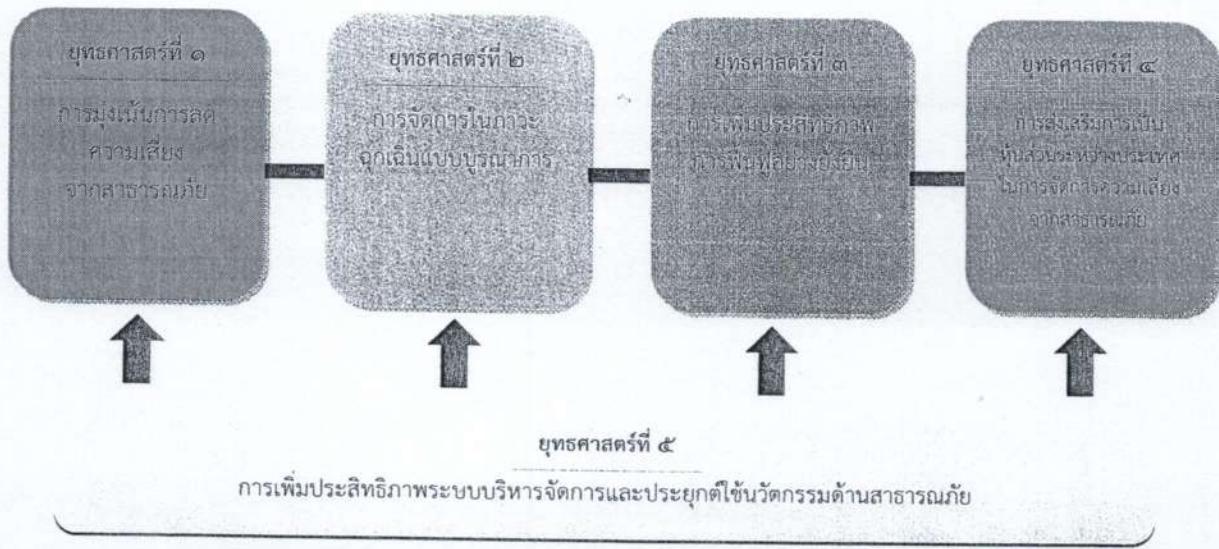 ยุทธศาสตร์ที่ ๑
การมุ่งเน้นการลด
ความเสี่ยง
จากสาธารณภัย
ยุทธศาสตร์ที่ ๒
การจัดการในภาวะ
ฉุกเฉินแบบบูรณาการ
ยุทธศาสตร์ที่ ๓
การเพิ่มประสิทธิภาพ
การฟื้นฟูอย่างยั่งยืน
ยุทธศาสตร์ที่ ๔
การส่งเสริมการเป็น
หุ้นส่วนระหว่างประเทศ
ในการจัดการความเสี่ยง
จากสาธารณภัย
ยุทธศาสตร์ที่ ๕
การเพิ่มประสิทธิภาพระบบบริหารจัดการและประยุกต์ใช้นวัตกรรมด้านสาธารณภัย